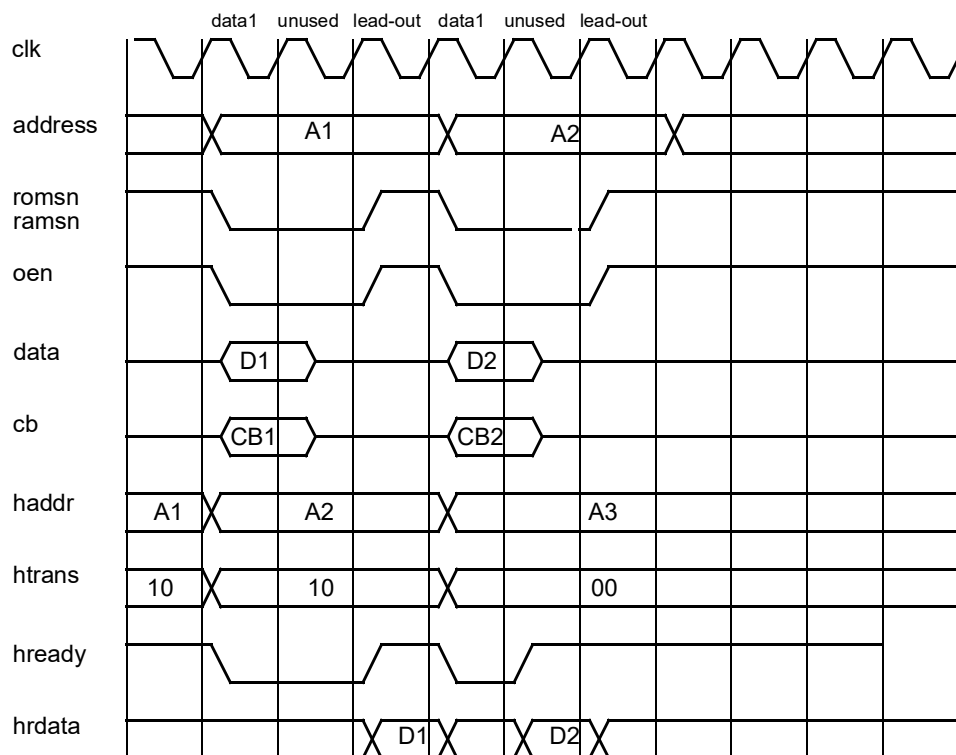 data1 unused lead-out data1 unused lead-out
clk
address A1 A2
romsn
ramsn
oen
data D1 D2
cb CB1 CB2
haddr A1 A2 A3
htrans 10 10 00
hready
hrdata D1 D2